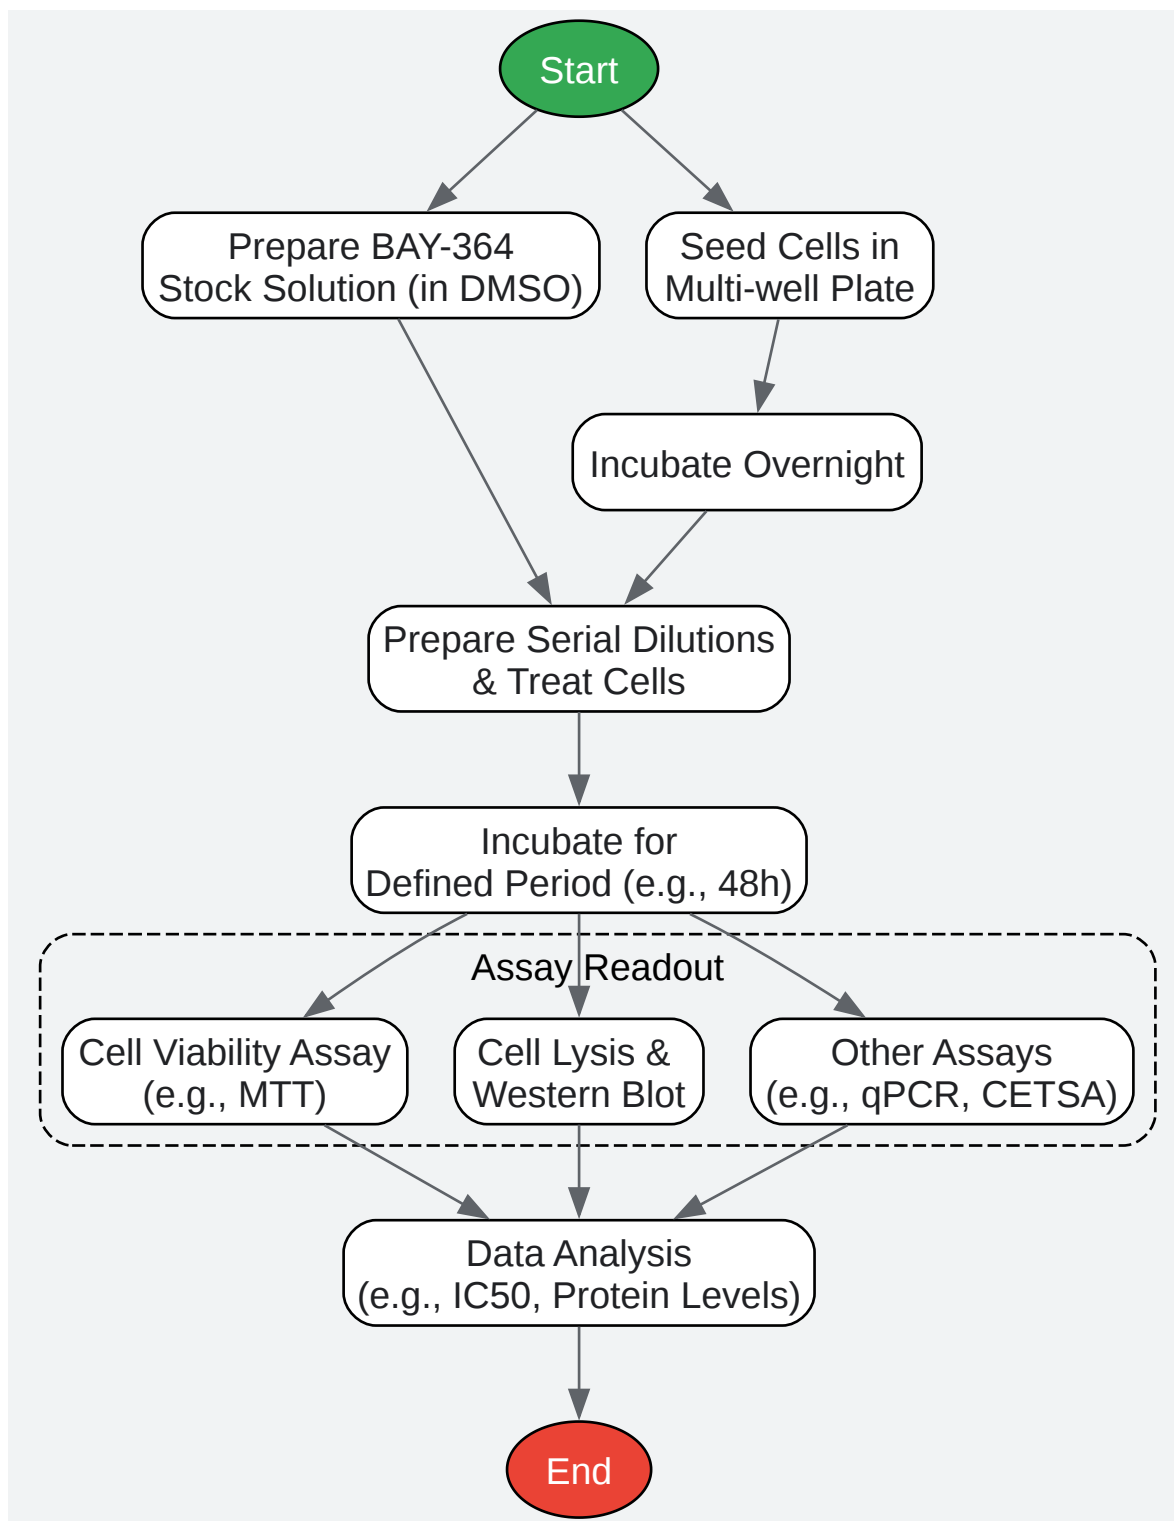 Start
Prepare BAY-364
Stock Solution (in DMSO)
Seed Cells in
Multi-well Plate
Incubate Overnight
Prepare Serial Dilutions
& Treat Cells
Incubate for
Defined Period (e.g., 48h)
Assay Readout
Cell Viability Assay
(e.g., MTT)
Cell Lysis &
Western Blot
Other Assays
(e.g., qPCR, CETSA)
Data Analysis
(e.g., IC50, Protein Levels)
End